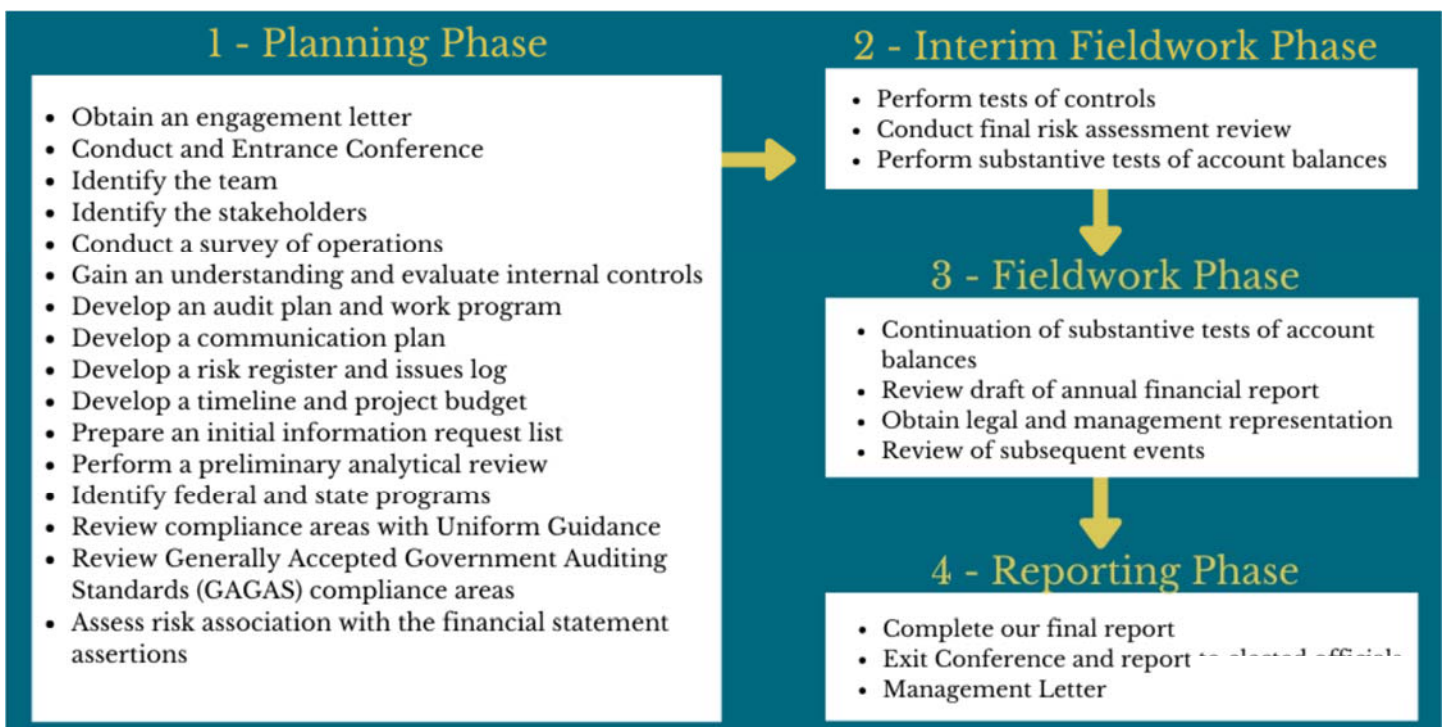 1 - Planning Phase
• Obtain an engagement letter
• Conduct and Entrance Conference
• Identify the team
• Identify the stakeholders
• Conduct a survey of operations
• Gain an understanding and evaluate internal controls
• Develop an audit plan and work program
• Develop a communication plan
• Develop a risk register and issues log
• Develop a timeline and project budget
• Prepare an initial information request list
• Perform a preliminary analytical review
• Identify federal and state programs
• Review compliance areas with Uniform Guidance
• Review Generally Accepted Government Auditing
Standards (GAGAS) compliance areas
• Assess risk association with the financial statement
assertions
2 - Interim Fieldwork Phase
• Perform tests of controls
• Conduct final risk assessment review
• Perform substantive tests of account balances
3 - Fieldwork Phase
• Continuation of substantive tests of account
balances
• Review draft of annual financial report
• Obtain legal and management representation
• Review of subsequent events
4 - Reporting Phase
• Complete our final report
• Exit Conference and report
• Management Letter